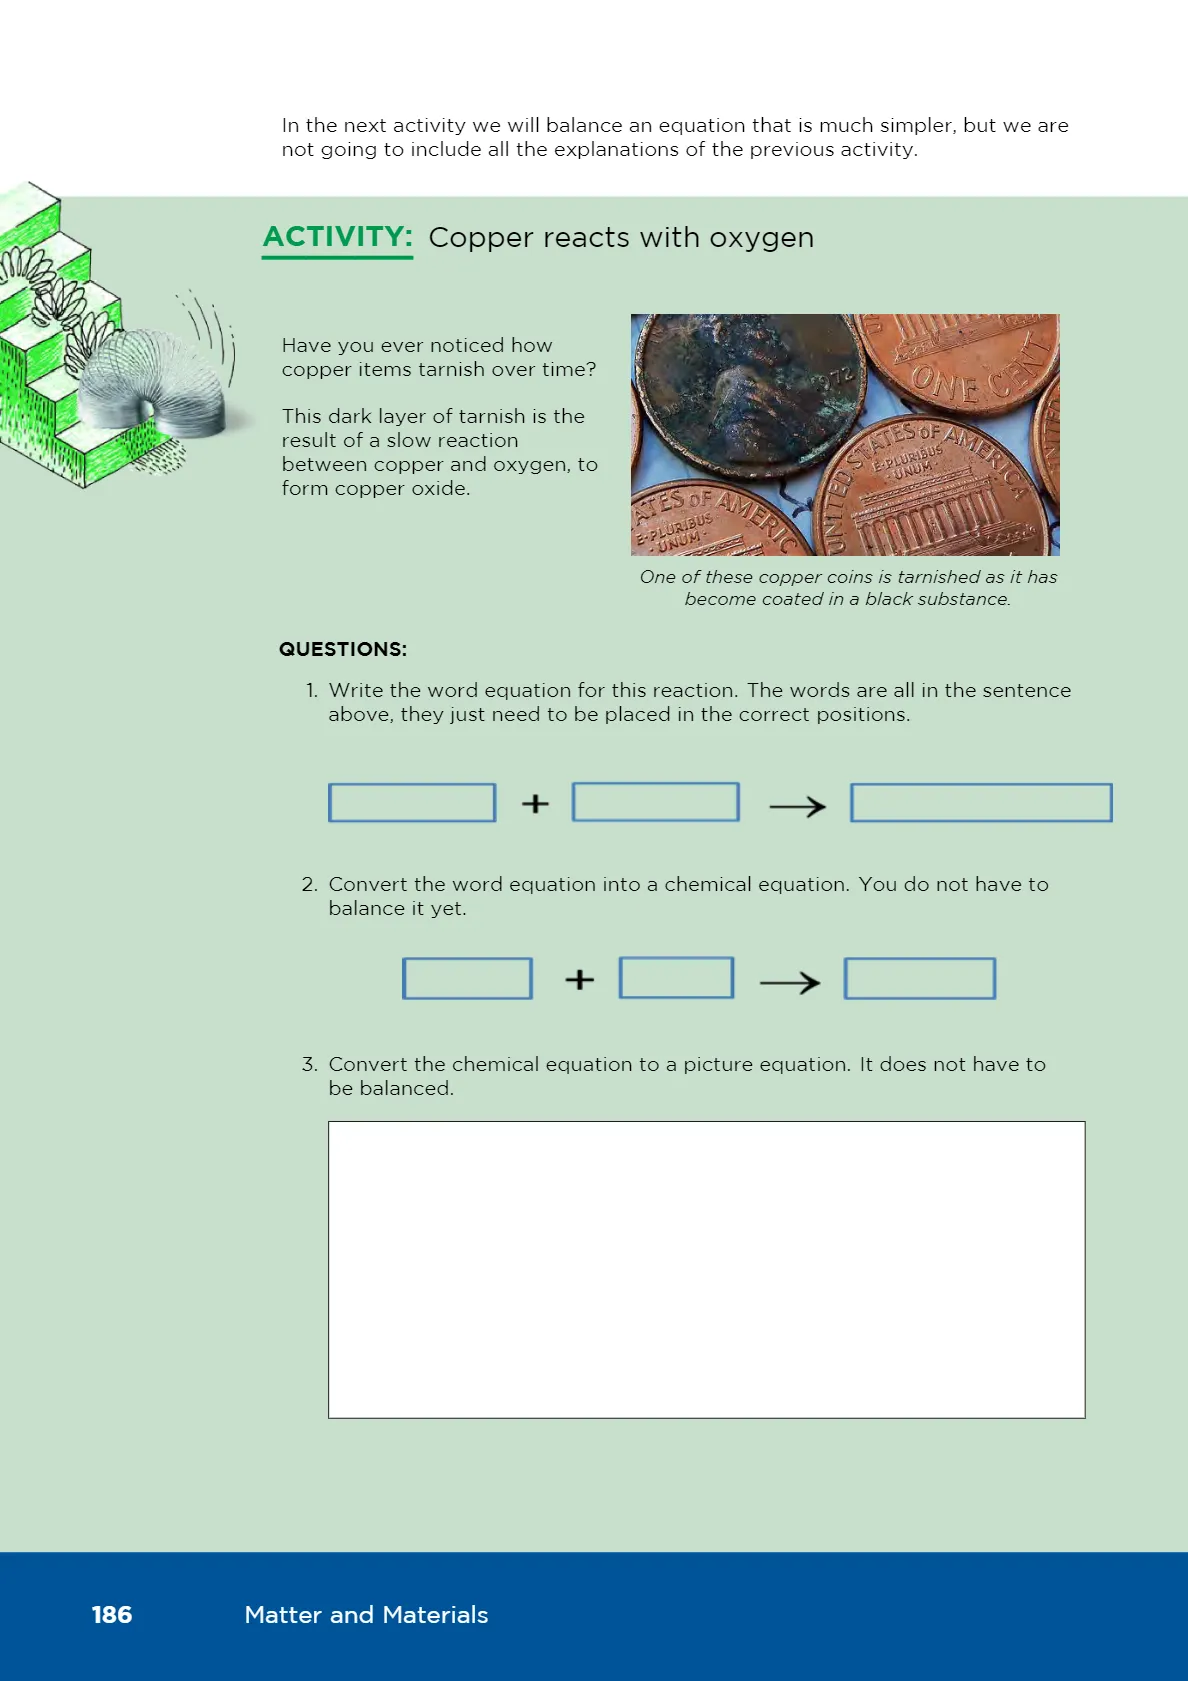 In the next activity we will balance an equation that is much simpler, but we are
not going to include all the explanations of the previous activity.
ACTIVITY: Copper reacts with oxygen
Have you ever noticed how
copper items tarnish over time?
This dark layer of tarnish is the
result of a slow reaction
between copper and oxygen, to
form copper oxide.
1972
ONE CENT
UNITED STATES OF AMERICA
E·PLURIBUS
·UNUM·
STATES OF AMERIC
E·PLURIBUS
·UNUM·
One of these copper coins is tarnished as it has
become coated in a black substance.
QUESTIONS:
1. Write the word equation for this reaction. The words are all in the sentence
above, they just need to be placed in the correct positions.
+ →
2. Convert the word equation into a chemical equation. You do not have to
balance it yet.
+ →
3. Convert the chemical equation to a picture equation. It does not have to
be balanced.
186 Matter and Materials